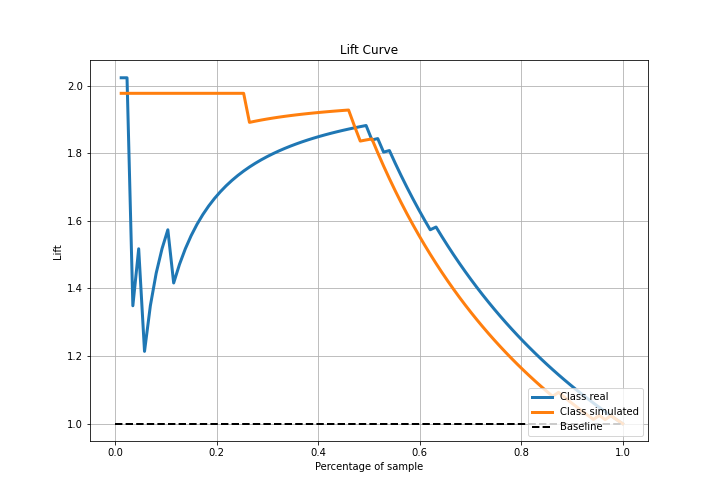 Lift Curve
Lift
2.0
1.8
1.6
1.4
1.2
1.0
0.0 0.2 0.4 0.6 0.8 1.0
Percentage of sample
Class real
Class simulated
Baseline